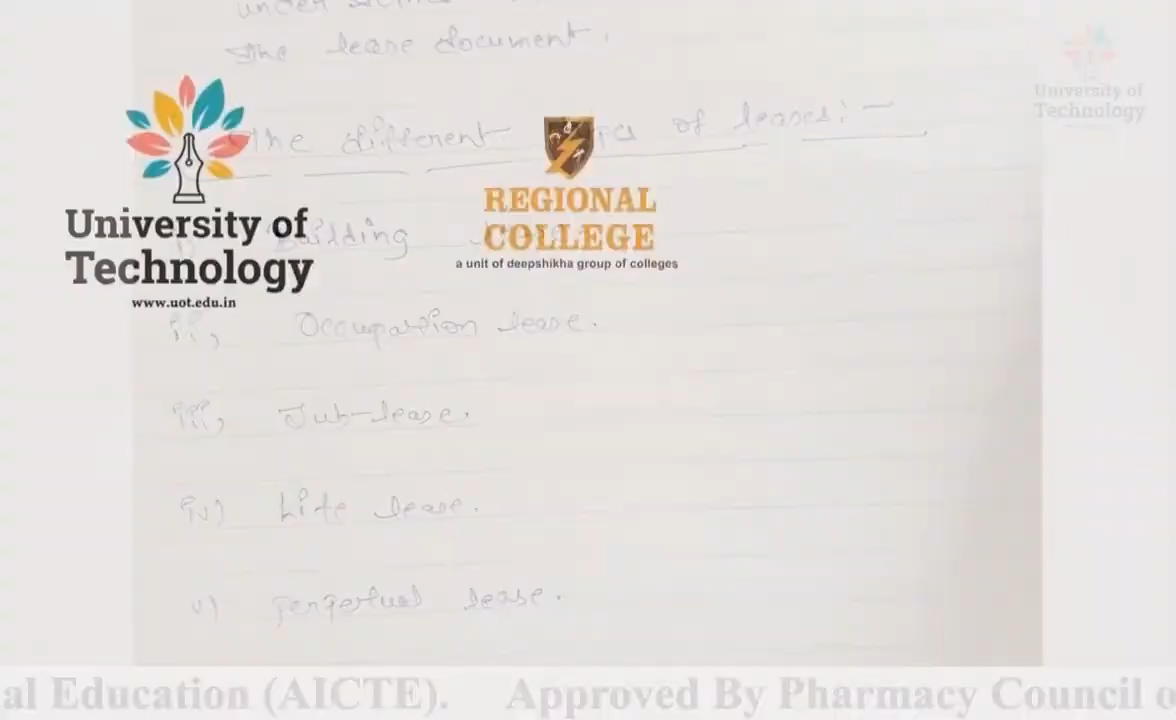 under
the lease document.
The different of leases:-
University of
Technology
www.uot.edu.in
REGIONAL
COLLEGE
a unit of deepshikha group of colleges
University of
Technology
Building
ii) Occupation lease.
iii) Sub-lease.
iv) Life lease.
v) perpetual lease.
al Education (AICTE). Approved By Pharmacy Council o